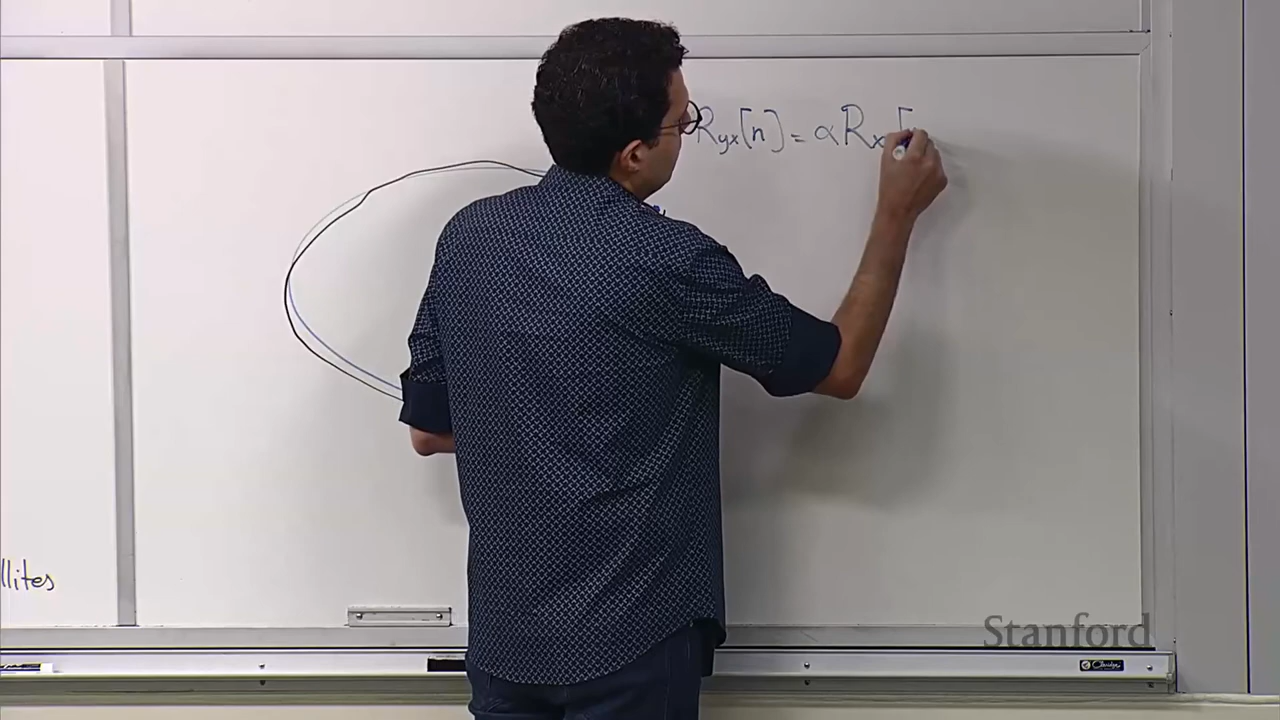 Ryx[n] = αRx[
llites
Stanford